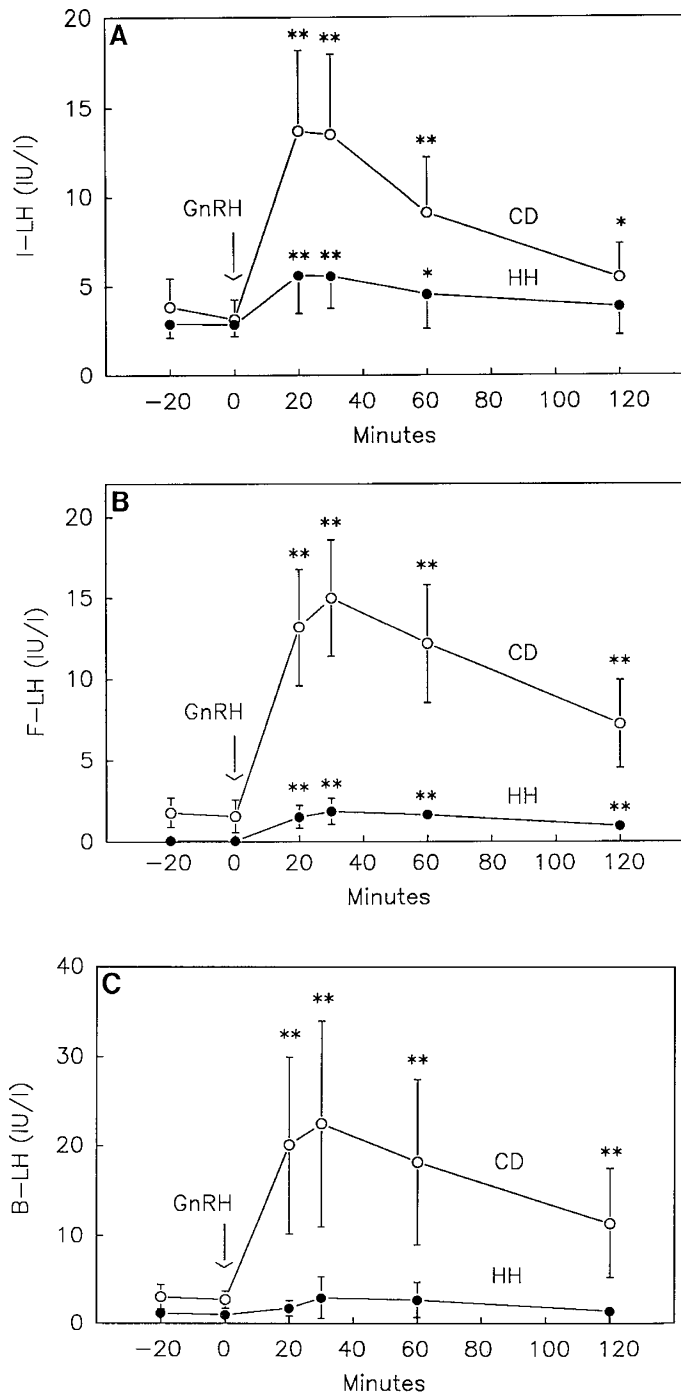 A
I-LH (IU/l)
20
15
10
5
0
** **
**
*
GnRH
CD
** **
*
HH
-20 0 20 40 60 80 100 120
Minutes
B
F-LH (IU/l)
20
15
10
5
0
**
**
**
**
GnRH
CD
** ** ** **
HH
-20 0 20 40 60 80 100 120
Minutes
C
B-LH (IU/l)
40
30
20
10
0
**
**
**
**
GnRH
CD
HH
-20 0 20 40 60 80 100 120
Minutes